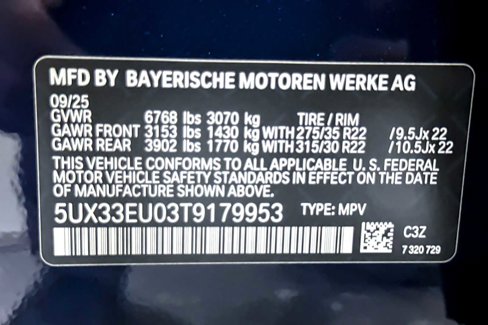 MFD BY BAYERISCHE MOTOREN WERKE AG
09/25
GVWR 6768 lbs 3070 kg TIRE / RIM
GAWR FRONT 3153 lbs 1430 kg WITH 275/35 R22 /9.5Jx 22
GAWR REAR 3902 lbs 1770 kg WITH 315/30 R22 /10.5Jx 22
THIS VEHICLE CONFORMS TO ALL APPLICABLE U. S. FEDERAL
MOTOR VEHICLE SAFETY STANDARDS IN EFFECT ON THE DATE
OF MANUFACTURE SHOWN ABOVE.
5UX33EU03T9179953 TYPE: MPV
C3Z
7 320 729